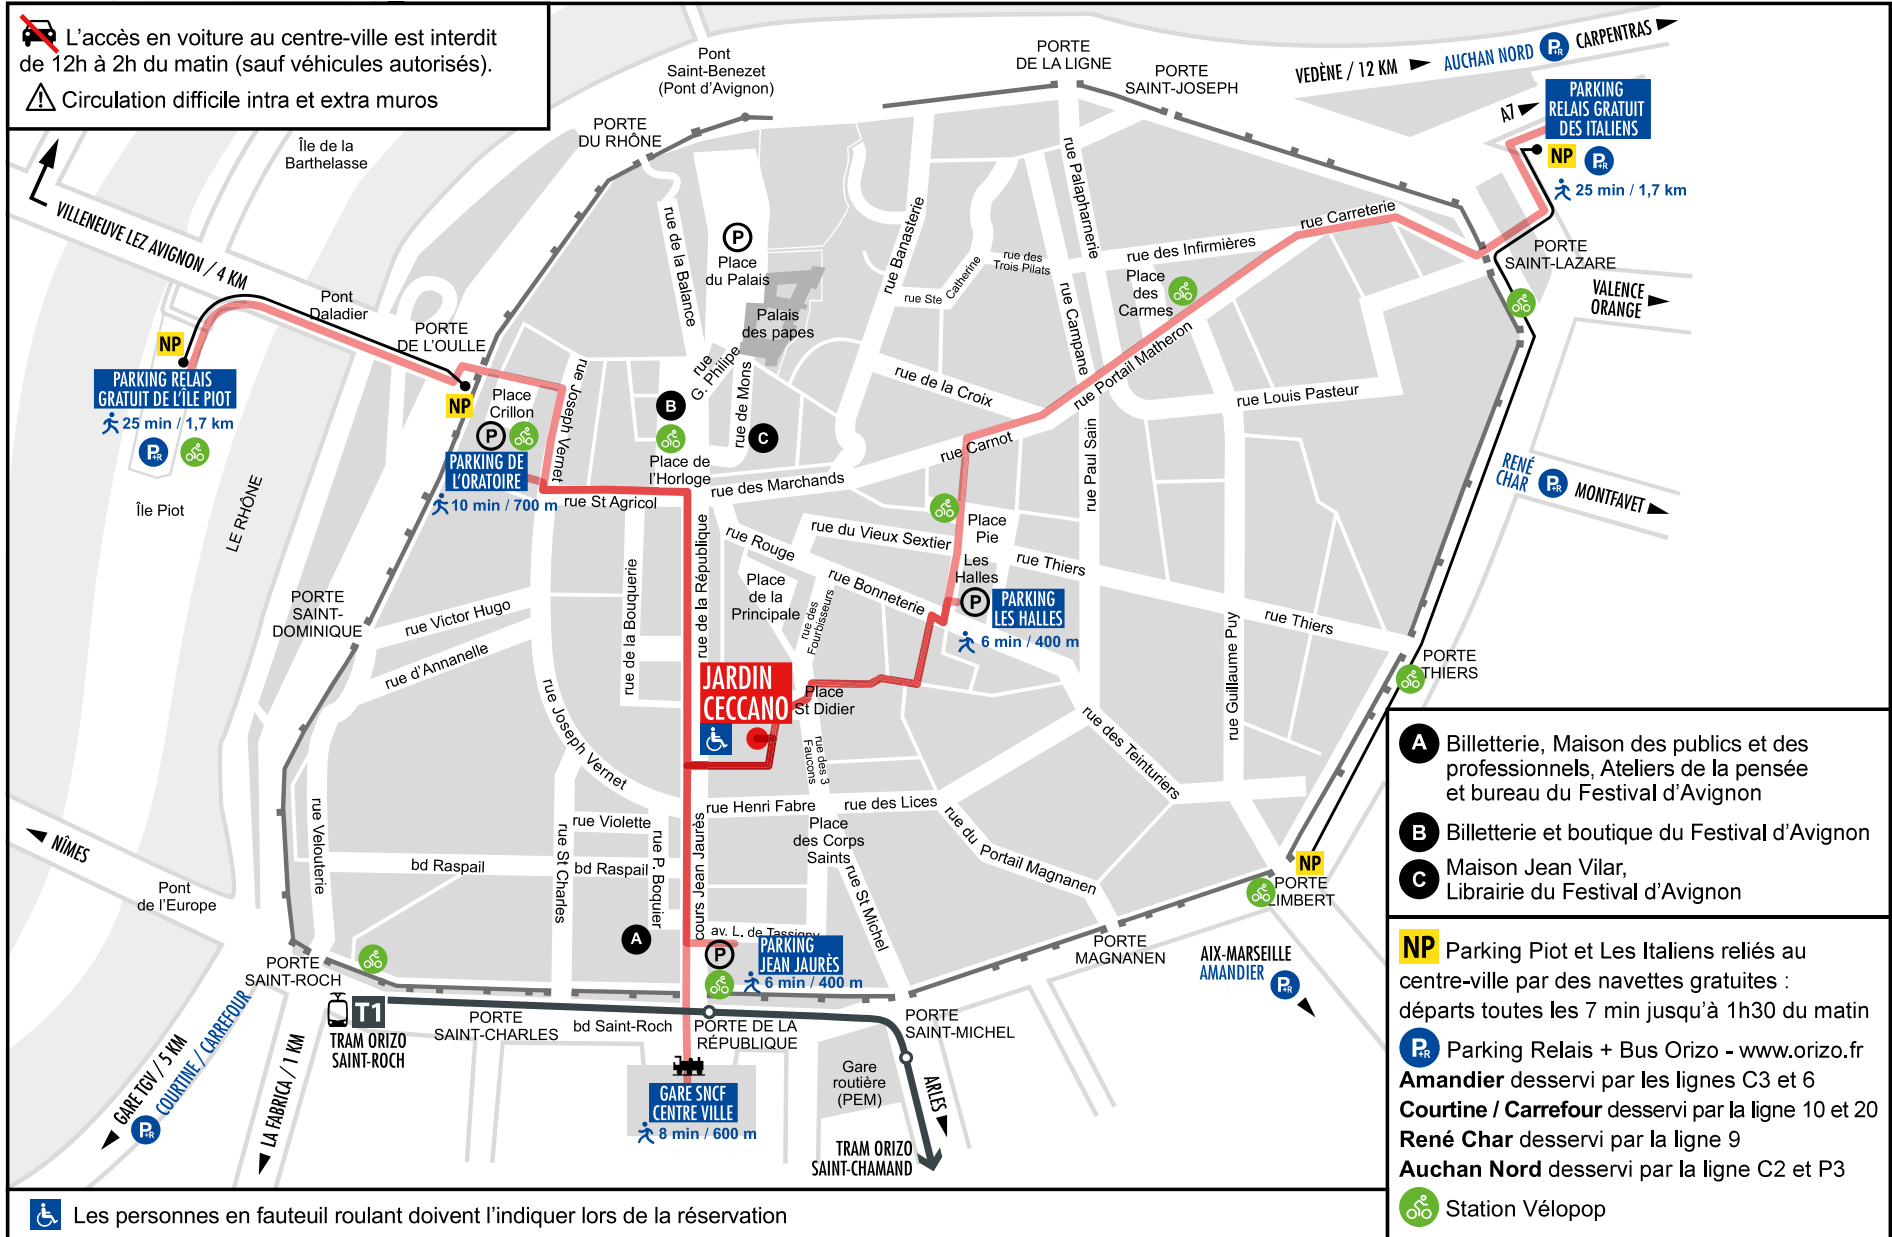 L'accès en voiture au centre-ville est interdit
de 12h à 2h du matin (sauf véhicules autorisés).
Circulation difficile intra et extra muros
Pont
Saint-Benezet
(Pont d'Avignon)
PORTE
DE LA LIGNE
PORTE
SAINT-JOSEPH
VEDÈNE / 12 KM
AUCHAN NORD
P+R
CARPENTRAS
A7
PARKING
RELAIS GRATUIT
DES ITALIENS
NP
P+R
25 min / 1,7 km
PORTE
DU RHÔNE
Île de la
Barthelasse
VILLENEUVE LEZ AVIGNON / 4 KM
Pont
Daladier
PORTE
DE L'OULLE
NP
PARKING RELAIS
GRATUIT DE L'ÎLE PIOT
25 min / 1,7 km
P+R
Île Piot
LE RHÔNE
NP
Place
Crillon
P
PARKING DE
L'ORATOIRE
10 min / 700 m
rue Joseph Vernet
rue St Agricol
rue de la Balance
P
Place
du Palais
Palais
des papes
rue
G. Philipe
rue de Mons
B
C
Place de
l'Horloge
rue des Marchands
rue Banasterie
rue Ste
Catherine
rue des
Trois Pilats
rue Palapharnerie
rue des Infirmières
rue Carreterie
Place
des
Carmes
rue Campane
rue Portail Matheron
rue de la Croix
rue Carnot
rue Louis Pasteur
rue Paul Sain
PORTE
SAINT-LAZARE
VALENCE
ORANGE
RENÉ
CHAR
P+R
MONTFAVET
rue Rouge
rue du Vieux Sextier
Place
Pie
rue Thiers
Les
Halles
P
PARKING
LES HALLES
6 min / 400 m
rue Bonneterie
Place
de la
Principale
rue des
Fourbisseurs
rue de la République
rue de la Bouquerie
PORTE
SAINT-
DOMINIQUE
rue Victor Hugo
rue d'Annanelle
rue Joseph Vernet
JARDIN
CECCANO
Place
St Didier
rue des 3
Faucons
rue Thiers
rue Guillaume Puy
PORTE
THIERS
rue des Teinturiers
rue Henri Fabre
rue des Lices
rue du Portail Magnanen
Place
des Corps
Saints
rue St Michel
rue Violette
bd Raspail
bd Raspail
rue St Charles
rue P. Boquier
cours Jean Jaurès
rue Velouterie
A
av. L. de Tassigny
P
PARKING
JEAN JAURÈS
6 min / 400 m
NÎMES
Pont
de l'Europe
PORTE
SAINT-ROCH
T1
TRAM ORIZO
SAINT-ROCH
PORTE
SAINT-CHARLES
bd Saint-Roch
PORTE DE LA
RÉPUBLIQUE
PORTE
SAINT-MICHEL
PORTE
MAGNANEN
NP
PORTE
LIMBERT
AIX-MARSEILLE
AMANDIER
P+R
GARE TGV / 5 KM
COURTINE / CARREFOUR
P+R
LA FABRICA / 1 KM
GARE SNCF
CENTRE VILLE
8 min / 600 m
Gare
routière
(PEM)
ARLES
TRAM ORIZO
SAINT-CHAMAND
A
Billetterie, Maison des publics et des
professionnels, Ateliers de la pensée
et bureau du Festival d'Avignon
B
Billetterie et boutique du Festival d'Avignon
C
Maison Jean Vilar,
Librairie du Festival d'Avignon
NP Parking Piot et Les Italiens reliés au
centre-ville par des navettes gratuites :
départs toutes les 7 min jusqu'à 1h30 du matin
P+R Parking Relais + Bus Orizo - www.orizo.fr
Amandier desservi par les lignes C3 et 6
Courtine / Carrefour desservi par la ligne 10 et 20
René Char desservi par la ligne 9
Auchan Nord desservi par la ligne C2 et P3
Station Vélopop
Les personnes en fauteuil roulant doivent l'indiquer lors de la réservation